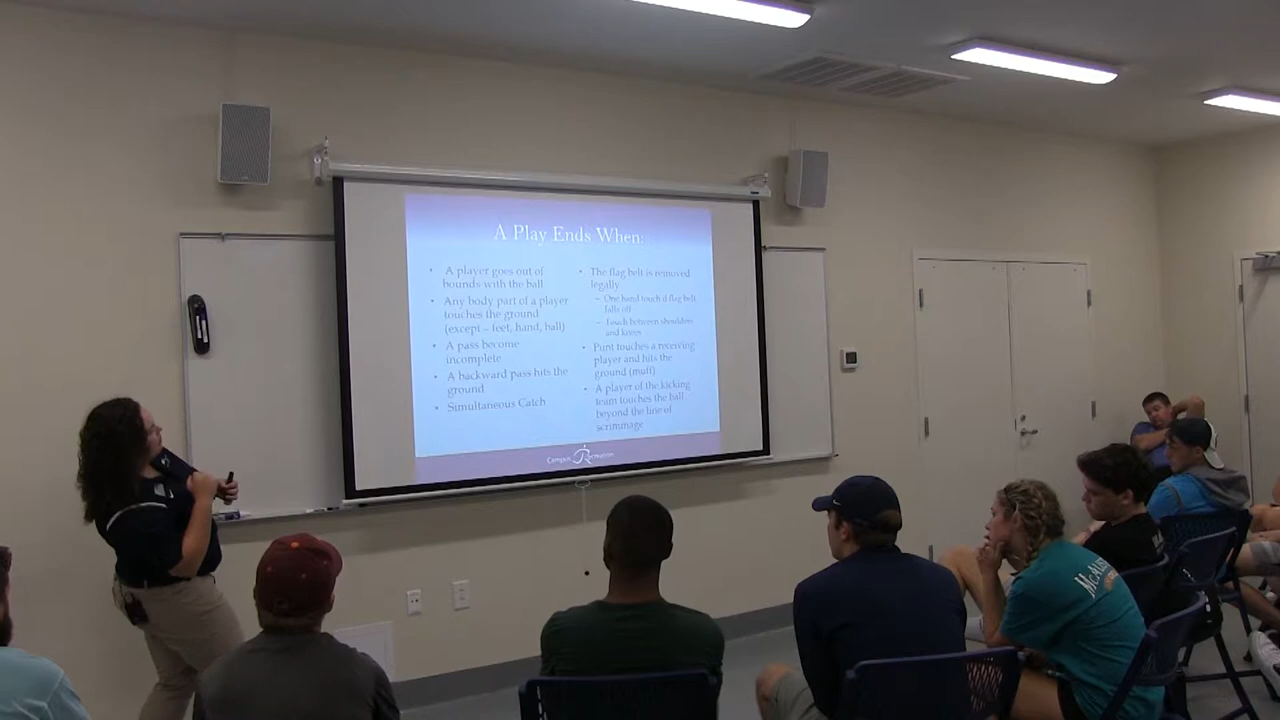 A Play Ends When:
• A player goes out of
bounds with the ball
• Any body part of a player
touches the ground
(except – feet, hand, ball)
• A pass become
incomplete
• A backward pass hits the
ground
• Simultaneous Catch
• The flag belt is removed
legally
– One hand touch if flag belt
falls off
– Touch between shoulders
and knees
• Punt touches a receiving
player and hits the
ground (muff)
• A player of the kicking
team touches the ball
beyond the line of
scrimmage
Campus Recreation